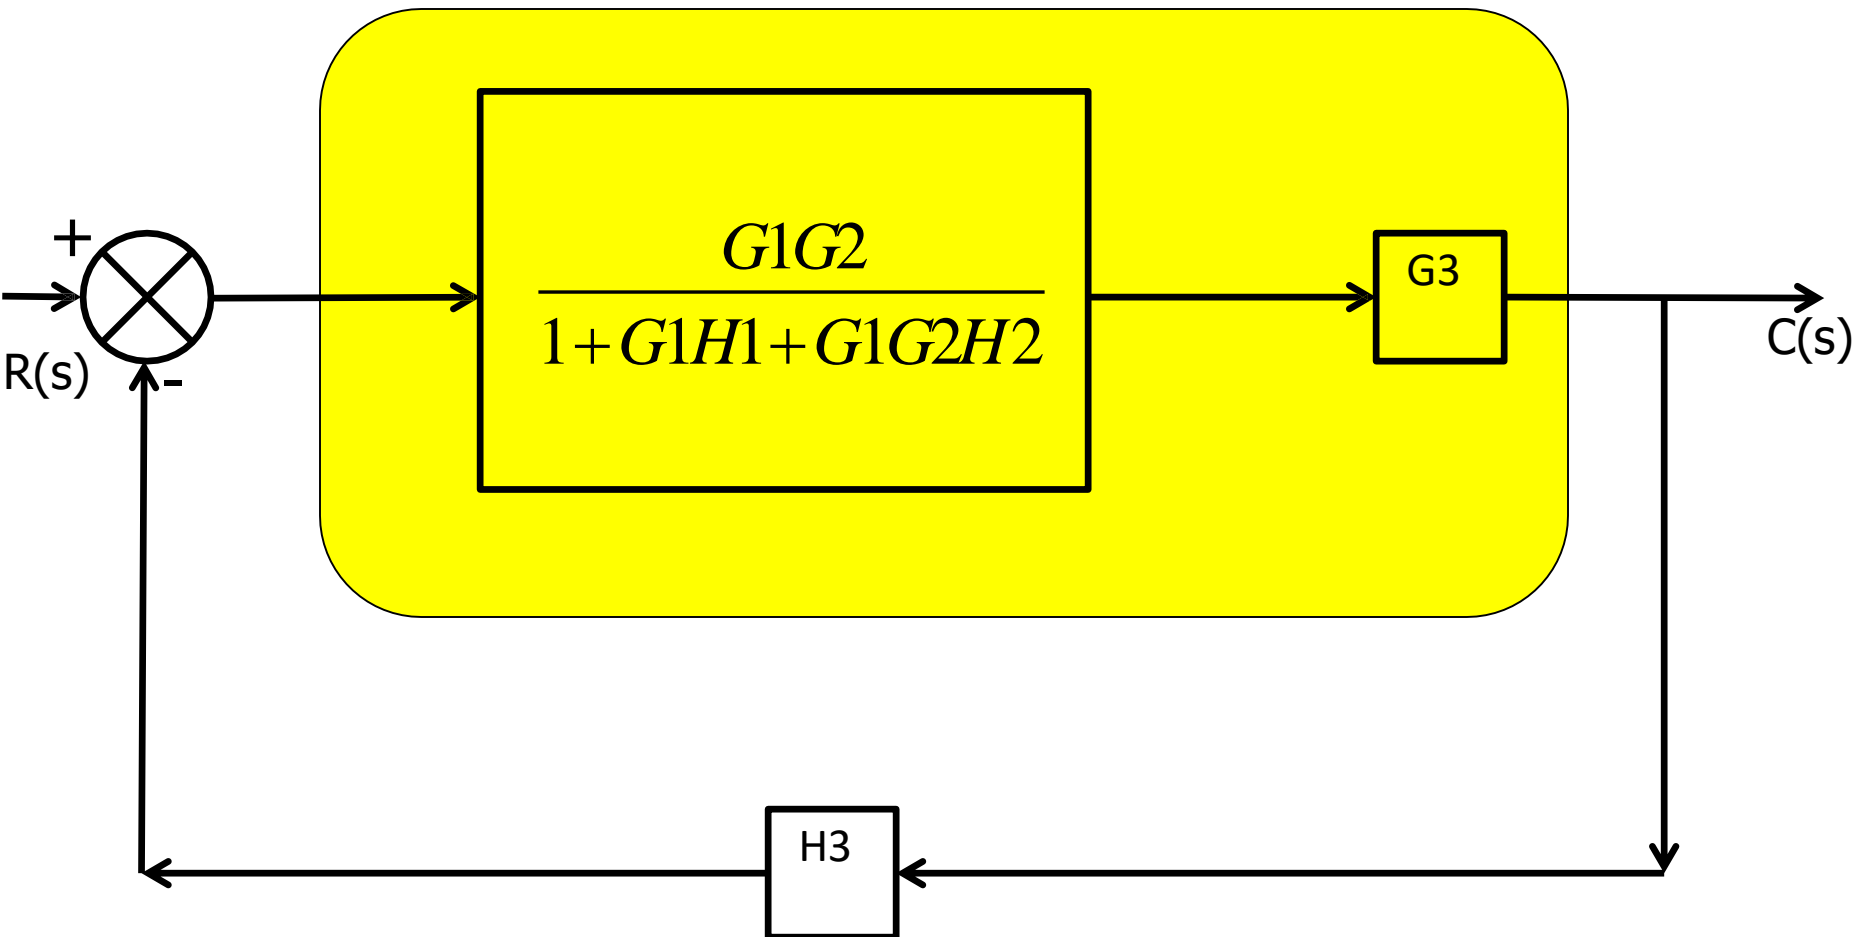 +
R(s)
-
G1G2
1+G1H1+G1G2H2
G3
C(s)
H3